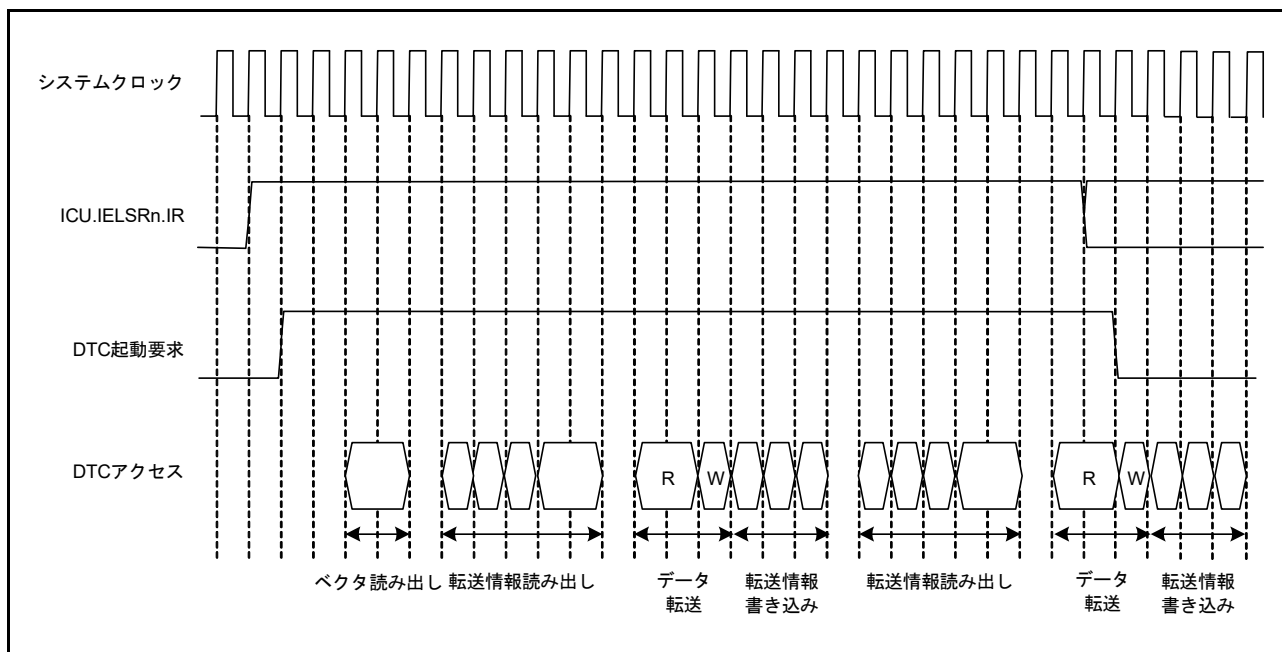 システムクロック
ICU.IELSRn.IR
DTC起動要求
DTCアクセス
R
W
R
W
ベクタ読み出し
転送情報読み出し
データ
転送
転送情報
書き込み
転送情報読み出し
データ
転送
転送情報
書き込み